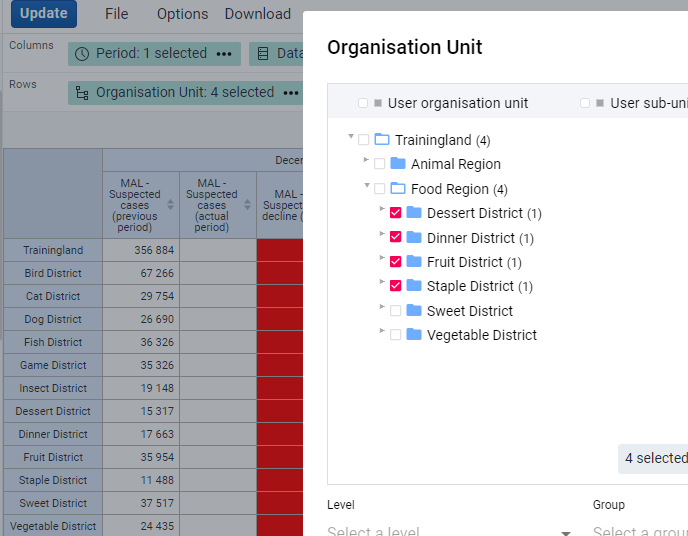 Update File Options Download
Columns Period: 1 selected ••• Data
Rows Organisation Unit: 4 selected •••
Decem
MAL - Suspected cases (previous period)
MAL - Suspected cases (actual period)
MAL - Suspect decline (
Trainingland 356 884
Bird District 67 266
Cat District 29 754
Dog District 26 690
Fish District 36 326
Game District 35 326
Insect District 19 148
Dessert District 15 317
Dinner District 17 663
Fruit District 35 954
Staple District 11 488
Sweet District 37 517
Vegetable District 24 435
Organisation Unit
User organisation unit User sub-uni
Trainingland (4)
Animal Region
Food Region (4)
Dessert District (1)
Dinner District (1)
Fruit District (1)
Staple District (1)
Sweet District
Vegetable District
4 selected
Level Group
Select a level Select a grou